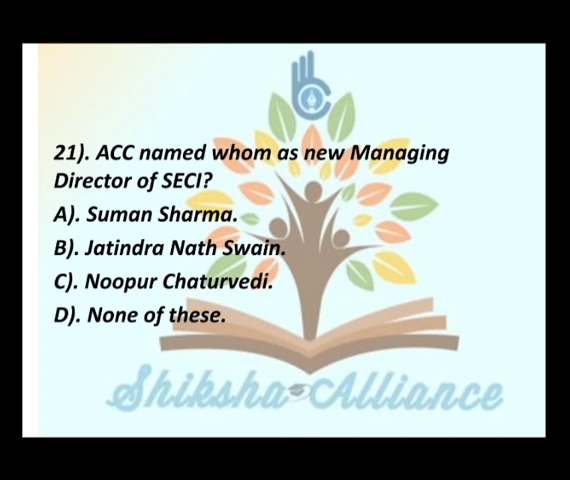 21). ACC named whom as new Managing
Director of SECI?
A). Suman Sharma.
B). Jatindra Nath Swain.
C). Noopur Chaturvedi.
D). None of these.
Shiksha Alliance